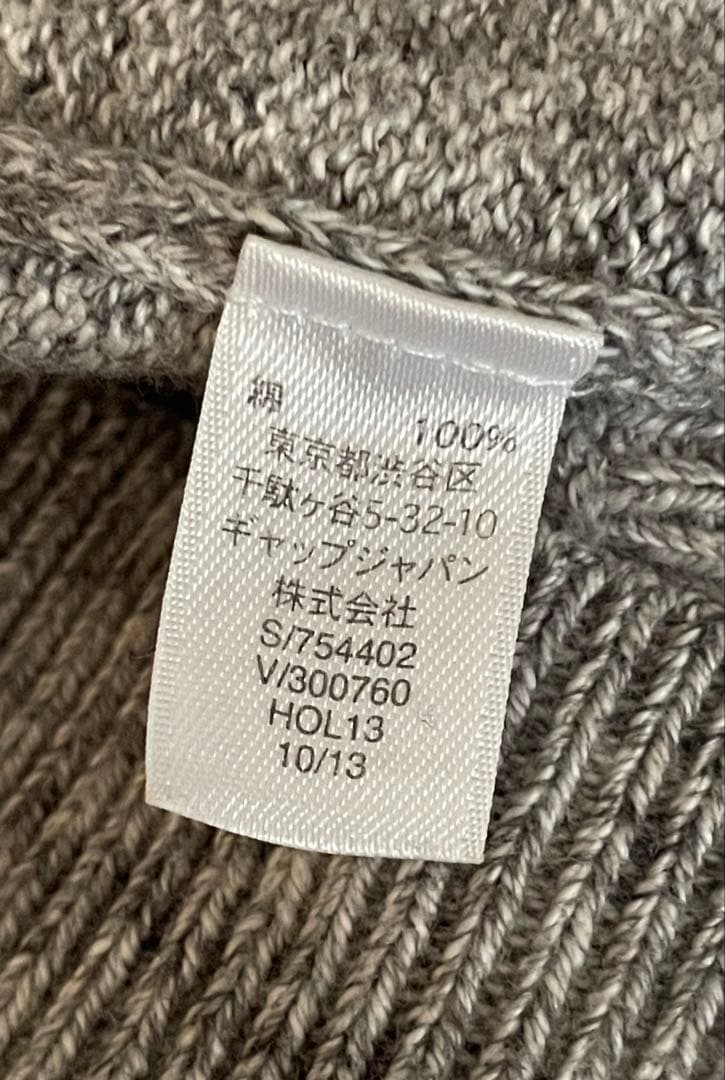 綿 100%
東京都渋谷区
千駄ヶ谷5-32-10
ギャップジャパン
株式会社
S/754402
V/300760
HOL13
10/13